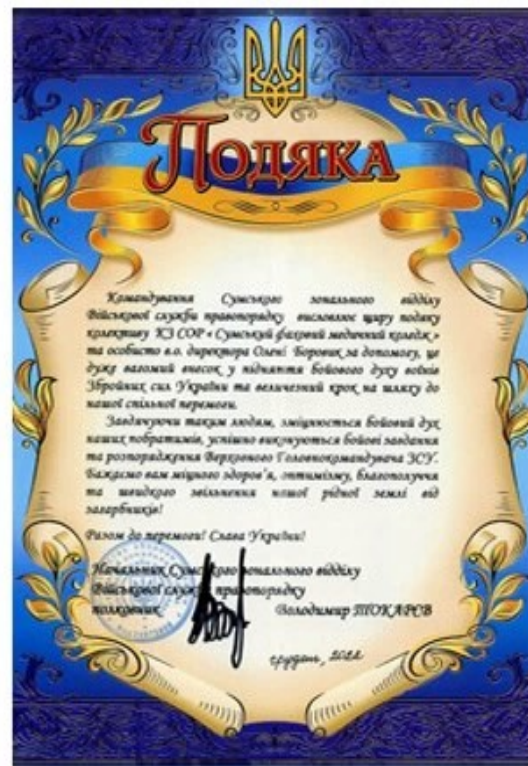 Подяка
Командування Сумського зонального відділу
Військової служби правопорядку висловлює щиру подяку
колективу КЗ СОР « Сумський фаховий медичний коледж »
та особисто в.о. директора Олені Боровик за допомогу, це
дуже вагомий внесок у підняття бойового духу воїнів
Збройних сил України та величезний крок на шляху до
нашої спільної перемоги.
Завдячуючи таким людям, зміцнюється бойовий дух
наших побратимів, успішно виконуються бойові завдання
та розпорядження Верховного Головнокомандувача ЗСУ.
Бажаємо вам міцного здоров'я, оптимізму, благополуччя
та швидкого звільнення нашої рідної землі від
загарбників!
Разом до перемоги! Слава Україні!
Начальник Сумського зонального відділу
Військової служби правопорядку
полковник Володимир ТОКАРЄВ
грудень, 2022